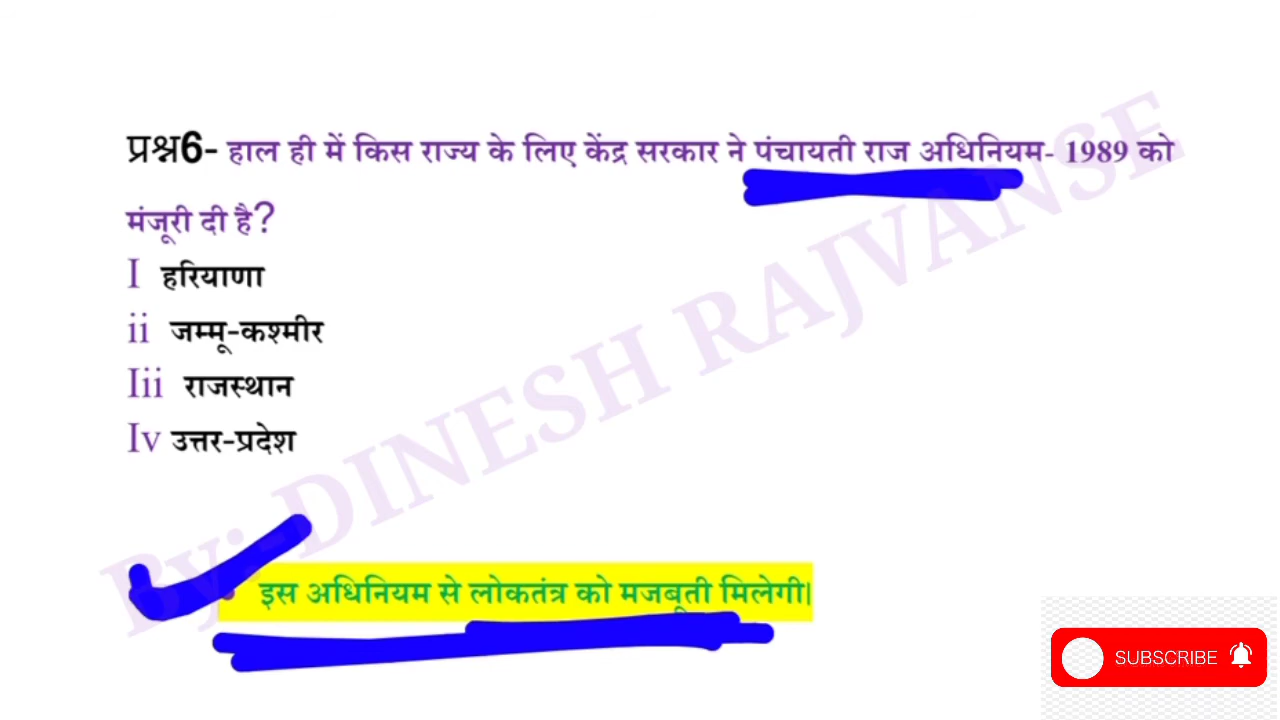 प्रश्न6- हाल ही में किस राज्य के लिए केंद्र सरकार ने पंचायती राज अधिनियम- 1989 को
मंजूरी दी है?
I हरियाणा
ii जम्मू-कश्मीर
Iii राजस्थान
Iv उत्तर-प्रदेश
इस अधिनियम से लोकतंत्र को मजबूती मिलेगी|
By:-DINESH RAJVANSE
SUBSCRIBE